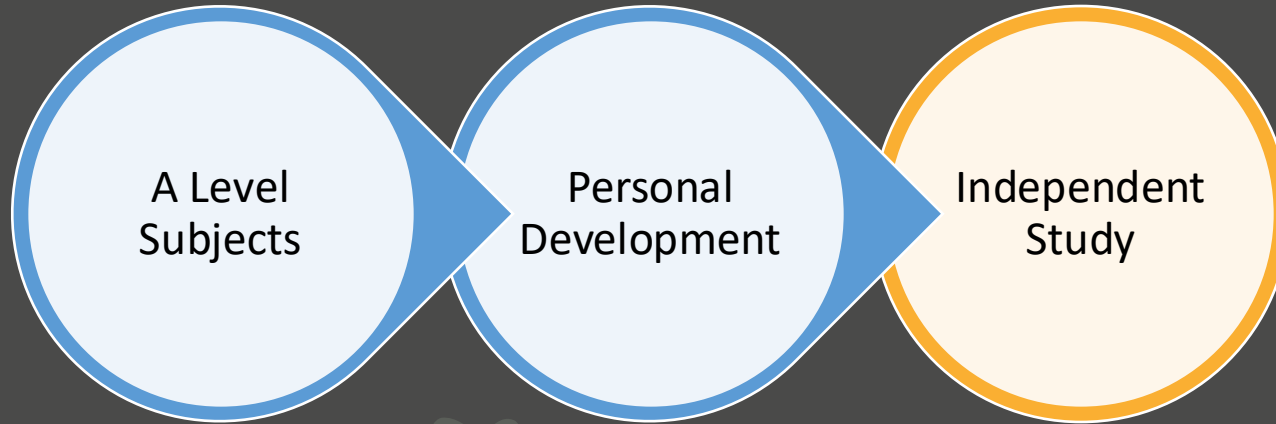 A Level
Subjects
Personal
Development
Independent
Study